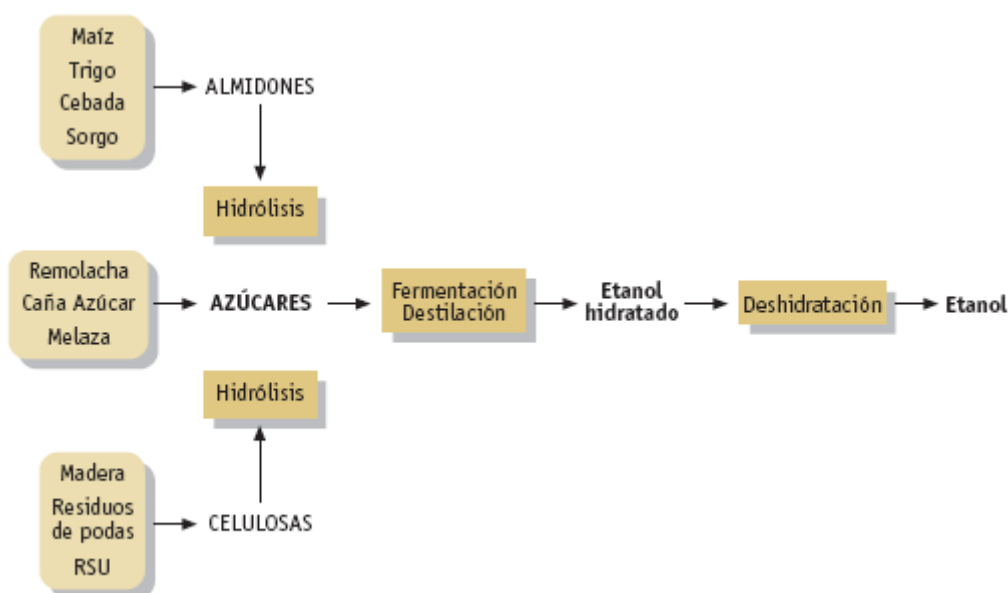 Maíz
Trigo
Cebada
Sorgo
ALMIDONES
Hidrólisis
Remolacha
Caña Azúcar
Melaza
AZÚCARES
Fermentación
Destilación
Etanol
hidratado
Deshidratación
Etanol
Hidrólisis
Madera
Residuos
de podas
RSU
CELULOSAS